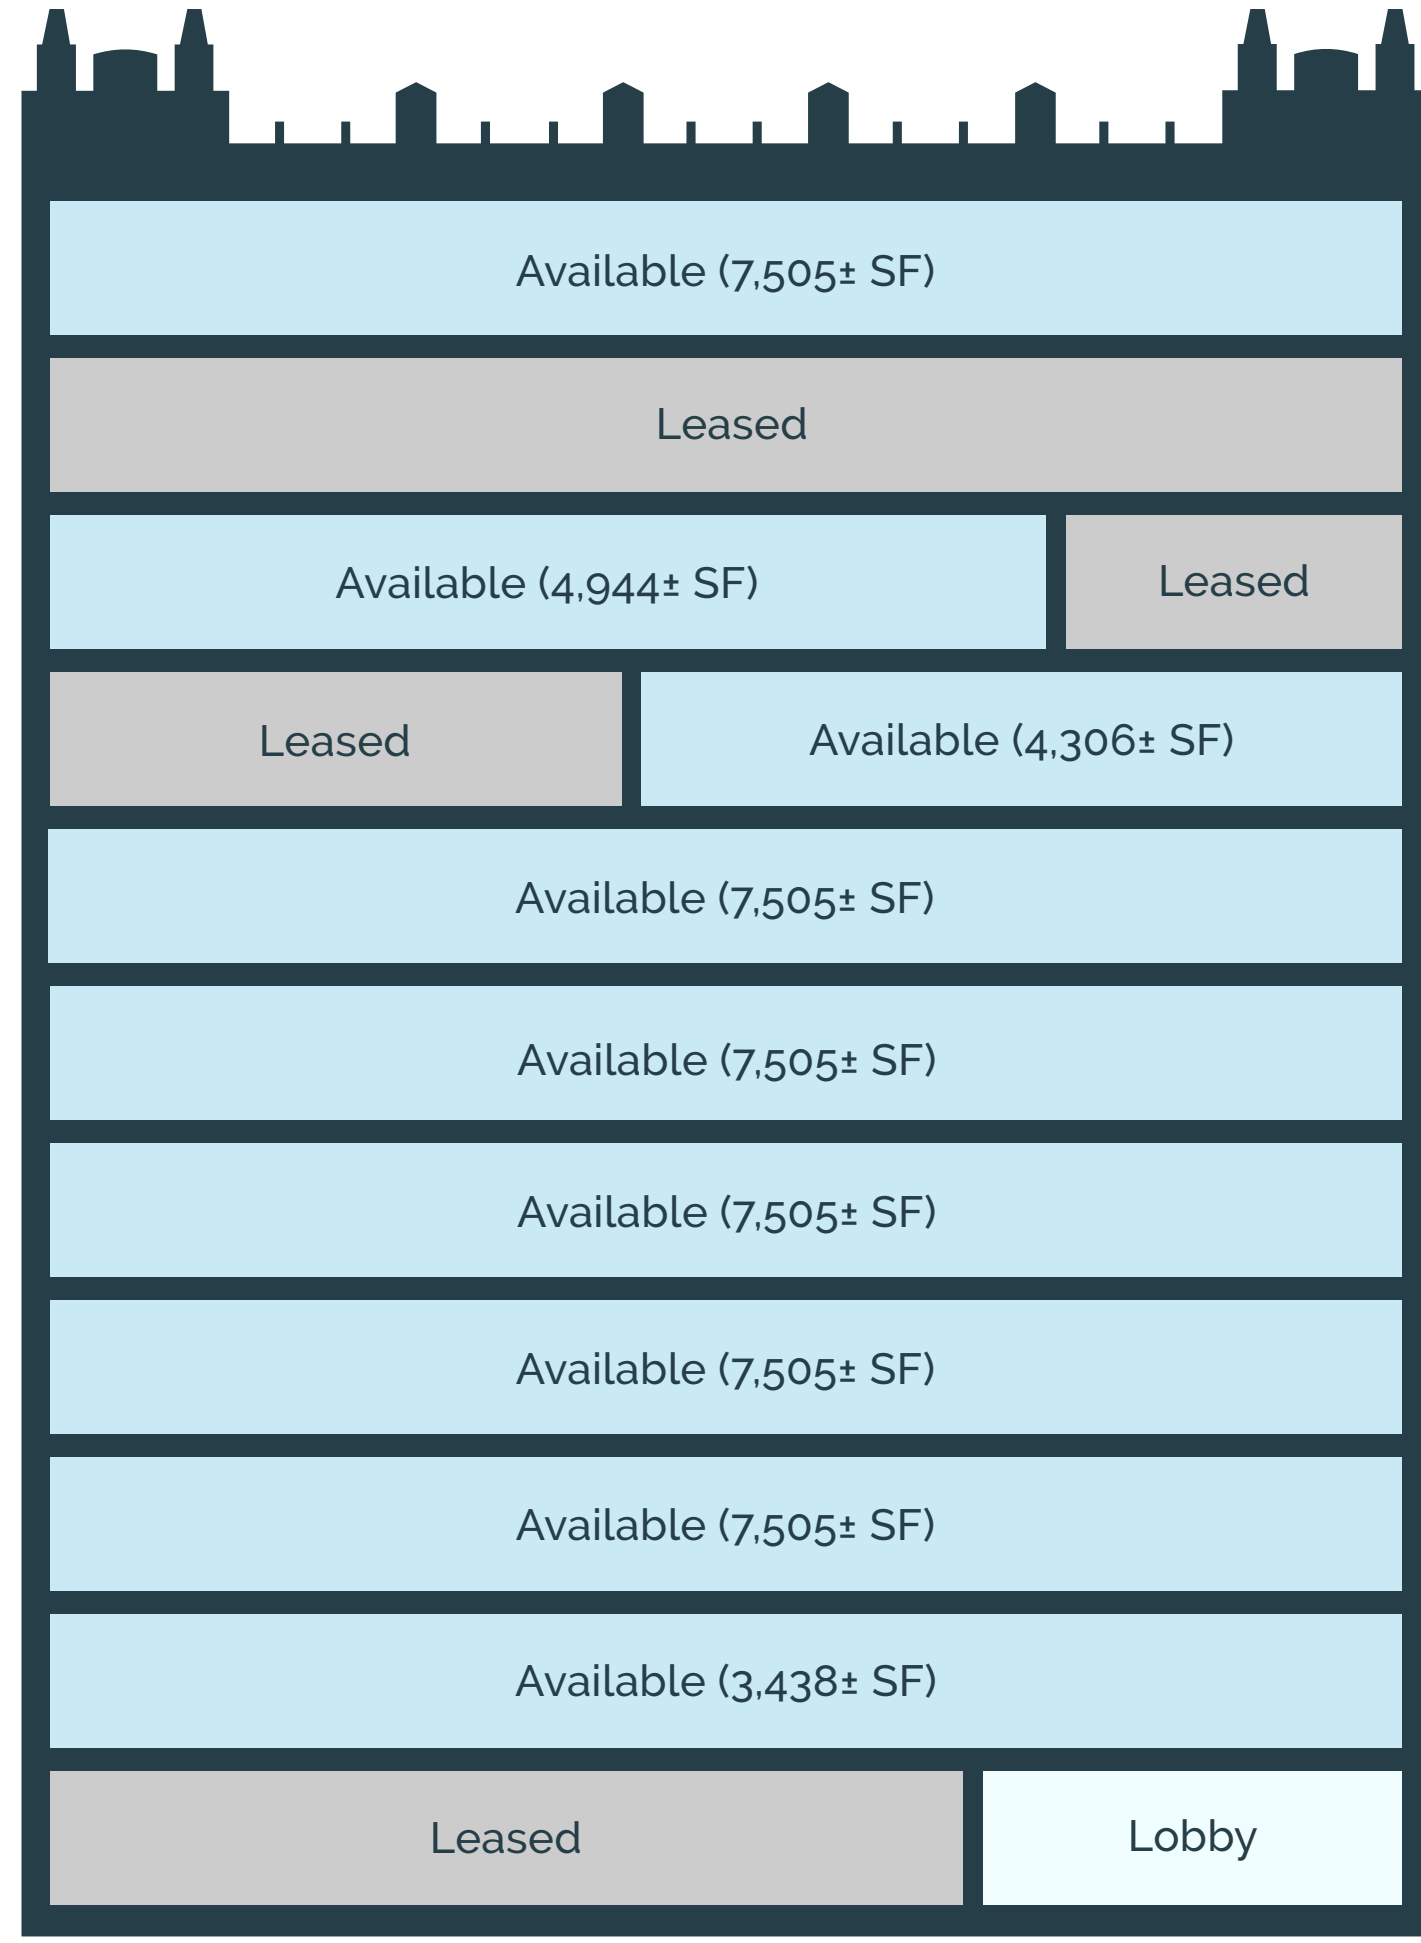 Available (7,505± SF)
Leased
Available (4,944± SF)
Leased
Leased
Available (4,306± SF)
Available (7,505± SF)
Available (7,505± SF)
Available (7,505± SF)
Available (7,505± SF)
Available (7,505± SF)
Available (3,438± SF)
Leased
Lobby